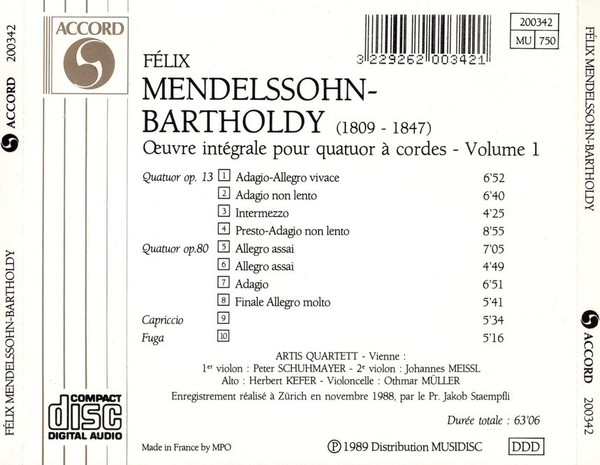 ACCORD
200342
MU 750
3229262003421
FÉLIX
MENDELSSOHN-
BARTHOLDY (1809 - 1847)
Œuvre intégrale pour quatuor à cordes - Volume 1
Quatuor op. 13 1 Adagio-Allegro vivace 6'52
2 Adagio non lento 6'40
3 Intermezzo 4'25
4 Presto-Adagio non lento 8'55
Quatuor op.80 5 Allegro assai 7'05
6 Allegro assai 4'49
7 Adagio 6'51
8 Finale Allegro molto 5'41
Capriccio 9 5'34
Fuga 10 5'16
ARTIS QUARTETT - Vienne :
1er violon : Peter SCHUHMAYER - 2e violon : Johannes MEISSL
Alto : Herbert KEFER - Violoncelle : Othmar MÜLLER
Enregistrement réalisé à Zürich en novembre 1988, par le Pr. Jakob Staempfli
Durée totale : 63'06
COMPACT
disc
DIGITAL AUDIO
Made in France by MPO
℗ 1989 Distribution MUSIDISC
DDD
FÉLIX MENDELSSOHN-BARTHOLDY
ACCORD
200342
FÉLIX MENDELSSOHN-BARTHOLDY
ACCORD
200342